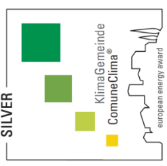 SILVER
KlimaGemeinde
ComuneClima®
european energy award